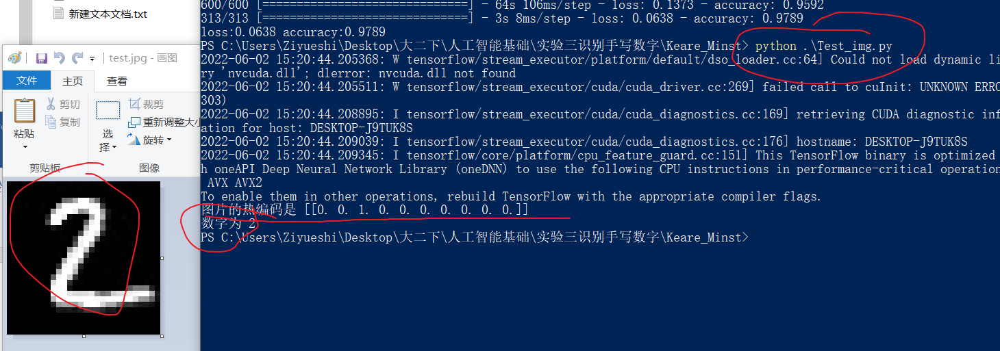 新建文本文档.txt
test.jpg - 画图
文件 主页 查看
粘贴
剪切
复制
剪贴板
选择
裁剪
重新调整大小
旋转
图像
600/600 [==============================] - 64s 106ms/step - loss: 0.1373 - accuracy: 0.9592
313/313 [==============================] - 3s 8ms/step - loss: 0.0638 - accuracy: 0.9789
loss:0.0638 accuracy:0.9789
PS C:\Users\Ziyueshi\Desktop\大二下\人工智能基础\实验三识别手写数字\Keare_Minst> python .\Test_img.py
2022-06-02 15:20:44.205368: W tensorflow/stream_executor/platform/default/dso_loader.cc:64] Could not load dynamic li
ry 'nvcuda.dll'; dlerror: nvcuda.dll not found
2022-06-02 15:20:44.205511: W tensorflow/stream_executor/cuda/cuda_driver.cc:269] failed call to cuInit: UNKNOWN ERRO
303)
2022-06-02 15:20:44.208895: I tensorflow/stream_executor/cuda/cuda_diagnostics.cc:169] retrieving CUDA diagnostic inf
ation for host: DESKTOP-J9TUK8S
2022-06-02 15:20:44.209039: I tensorflow/stream_executor/cuda/cuda_diagnostics.cc:176] hostname: DESKTOP-J9TUK8S
2022-06-02 15:20:44.209345: I tensorflow/core/platform/cpu_feature_guard.cc:151] This TensorFlow binary is optimized
h oneAPI Deep Neural Network Library (oneDNN) to use the following CPU instructions in performance-critical operation
AVX AVX2
To enable them in other operations, rebuild TensorFlow with the appropriate compiler flags.
图片的热编码是 [[0. 0. 1. 0. 0. 0. 0. 0. 0. 0.]]
数字为 2
PS C:\Users\Ziyueshi\Desktop\大二下\人工智能基础\实验三识别手写数字\Keare_Minst>
2